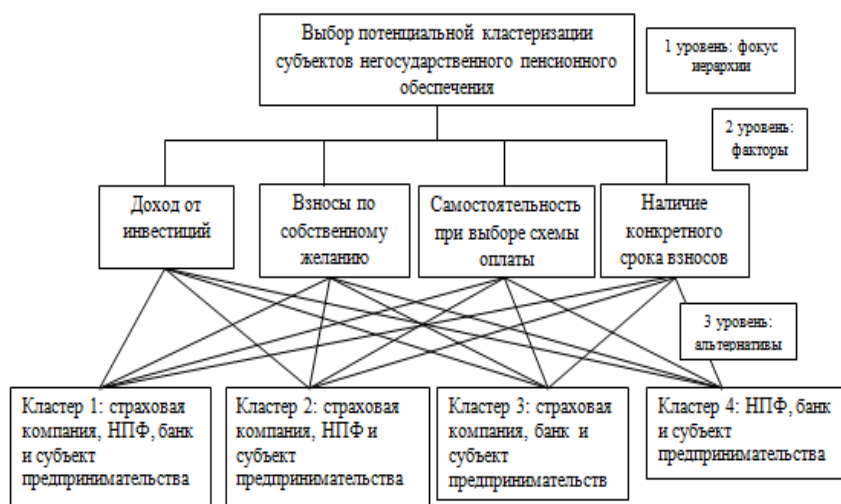 Выбор потенциальной кластеризации
субъектов негосударственного пенсионного
обеспечения
1 уровень: фокус
иерархии
2 уровень:
факторы
Доход от
инвестиций
Взносы по
собственному
желанию
Самостоятельность
при выборе схемы
оплаты
Наличие
конкретного
срока взносов
3 уровень:
альтернативы
Кластер 1: страховая
компания, НПФ, банк
и субъект
предпринимательства
Кластер 2: страховая
компания, НПФ и
субъект
предпринимательства
Кластер 3: страховая
компания, банк и
субъект
предпринимательств
Кластер 4: НПФ, банк
и субъект
предпринимательства